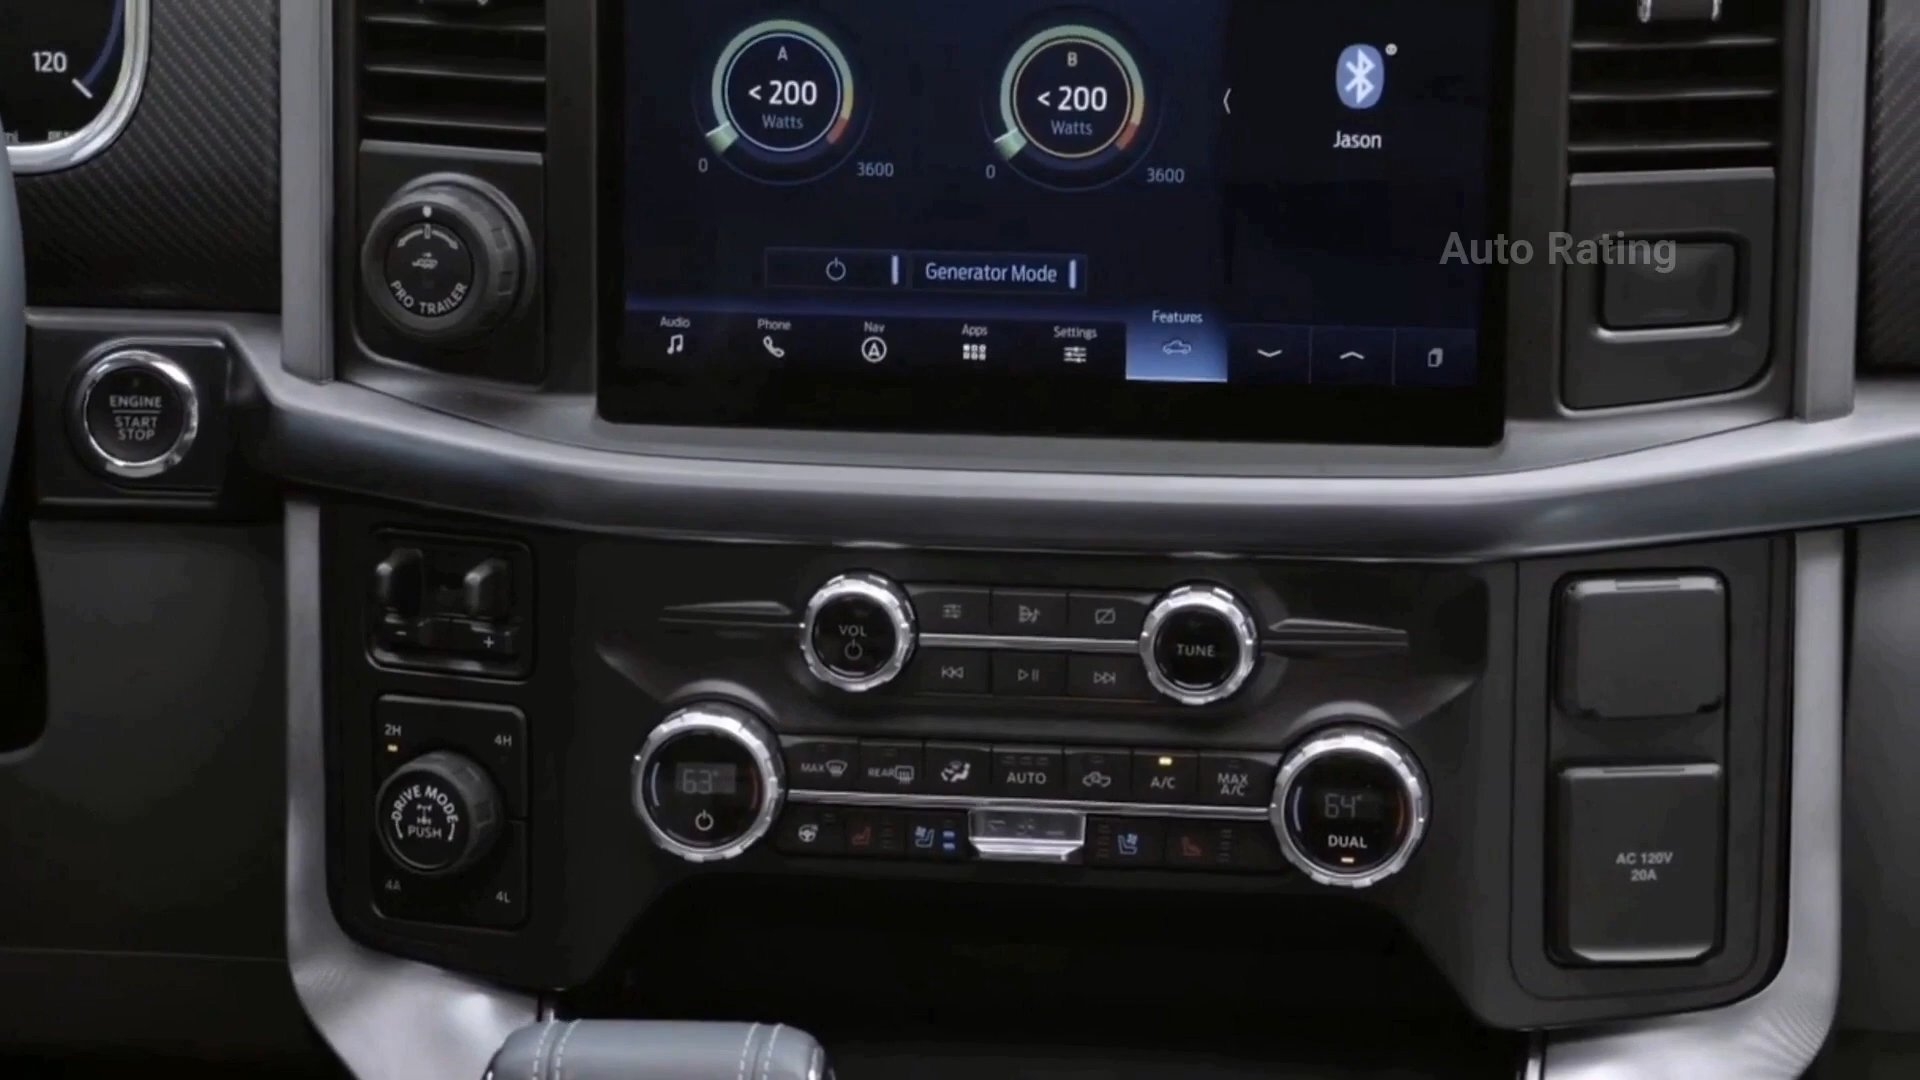 120
A
< 200
Watts
0
3600
B
< 200
Watts
0
3600
Jason
Auto Rating
PRO TRAILER
Generator Mode
Audio
Phone
Nav
Apps
Settings
Features
ENGINE
START
STOP
- +
VOL
TUNE
2H
4H
DRIVE MODE
PUSH
4A
4L
63°
MAX
REAR
AUTO
A/C
MAX
A/C
64°
DUAL
AC 120V
20A